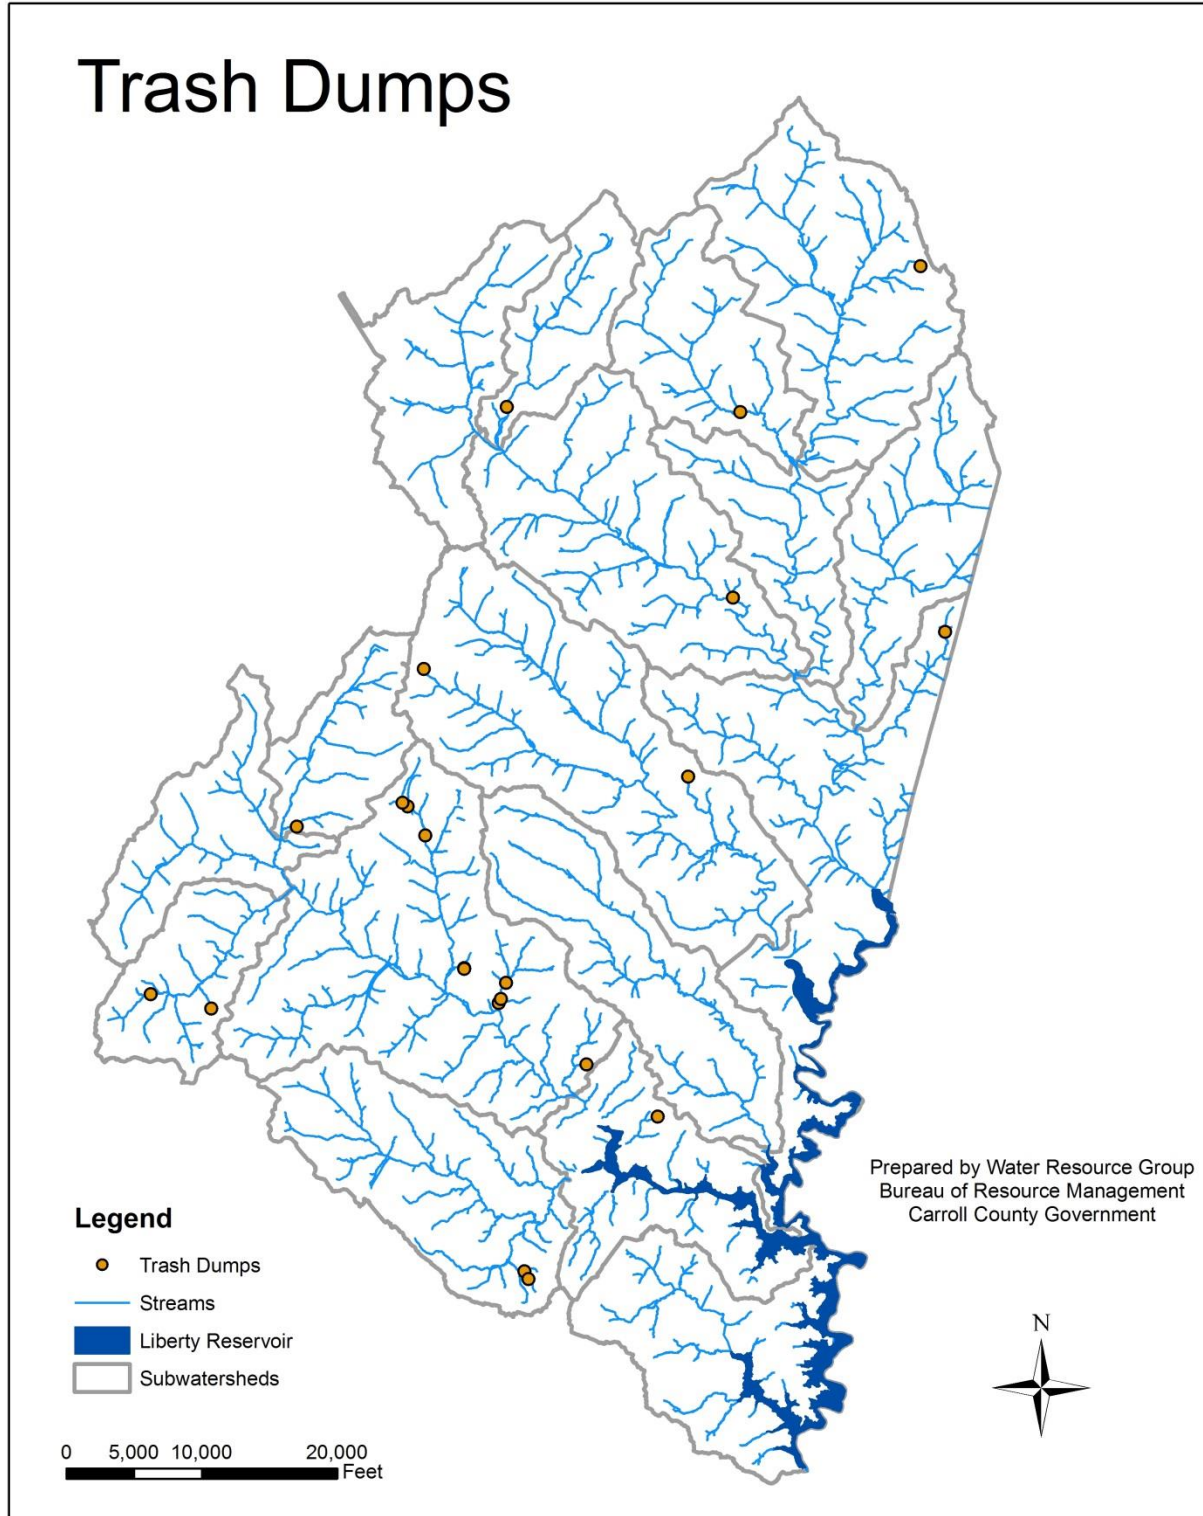 Trash Dumps
Prepared by Water Resource Group
Bureau of Resource Management
Carroll County Government
Legend
Trash Dumps
Streams
Liberty Reservoir
Subwatersheds
N
0 5,000 10,000 20,000
Feet